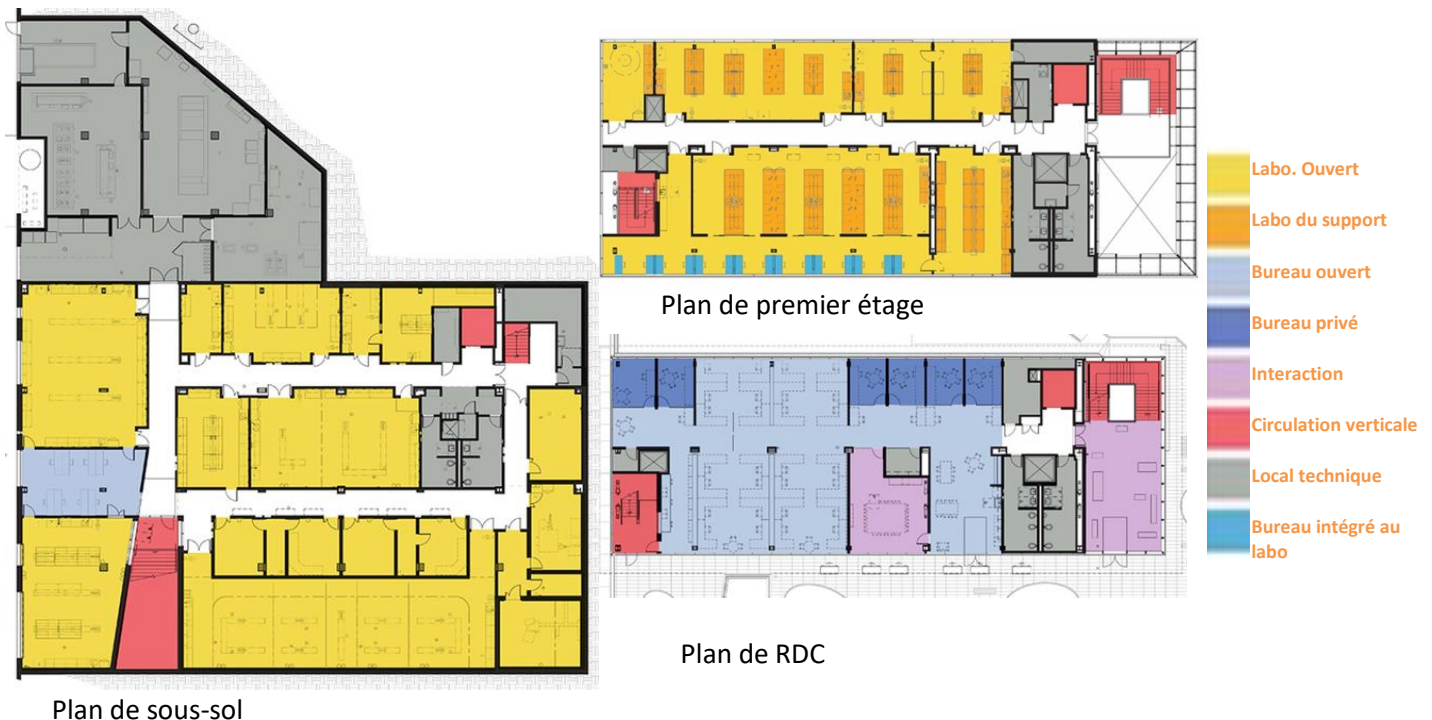 Plan de premier étage
Plan de RDC
Plan de sous-sol
Labo. Ouvert
Labo du support
Bureau ouvert
Bureau privé
Interaction
Circulation verticale
Local technique
Bureau intégré au
labo